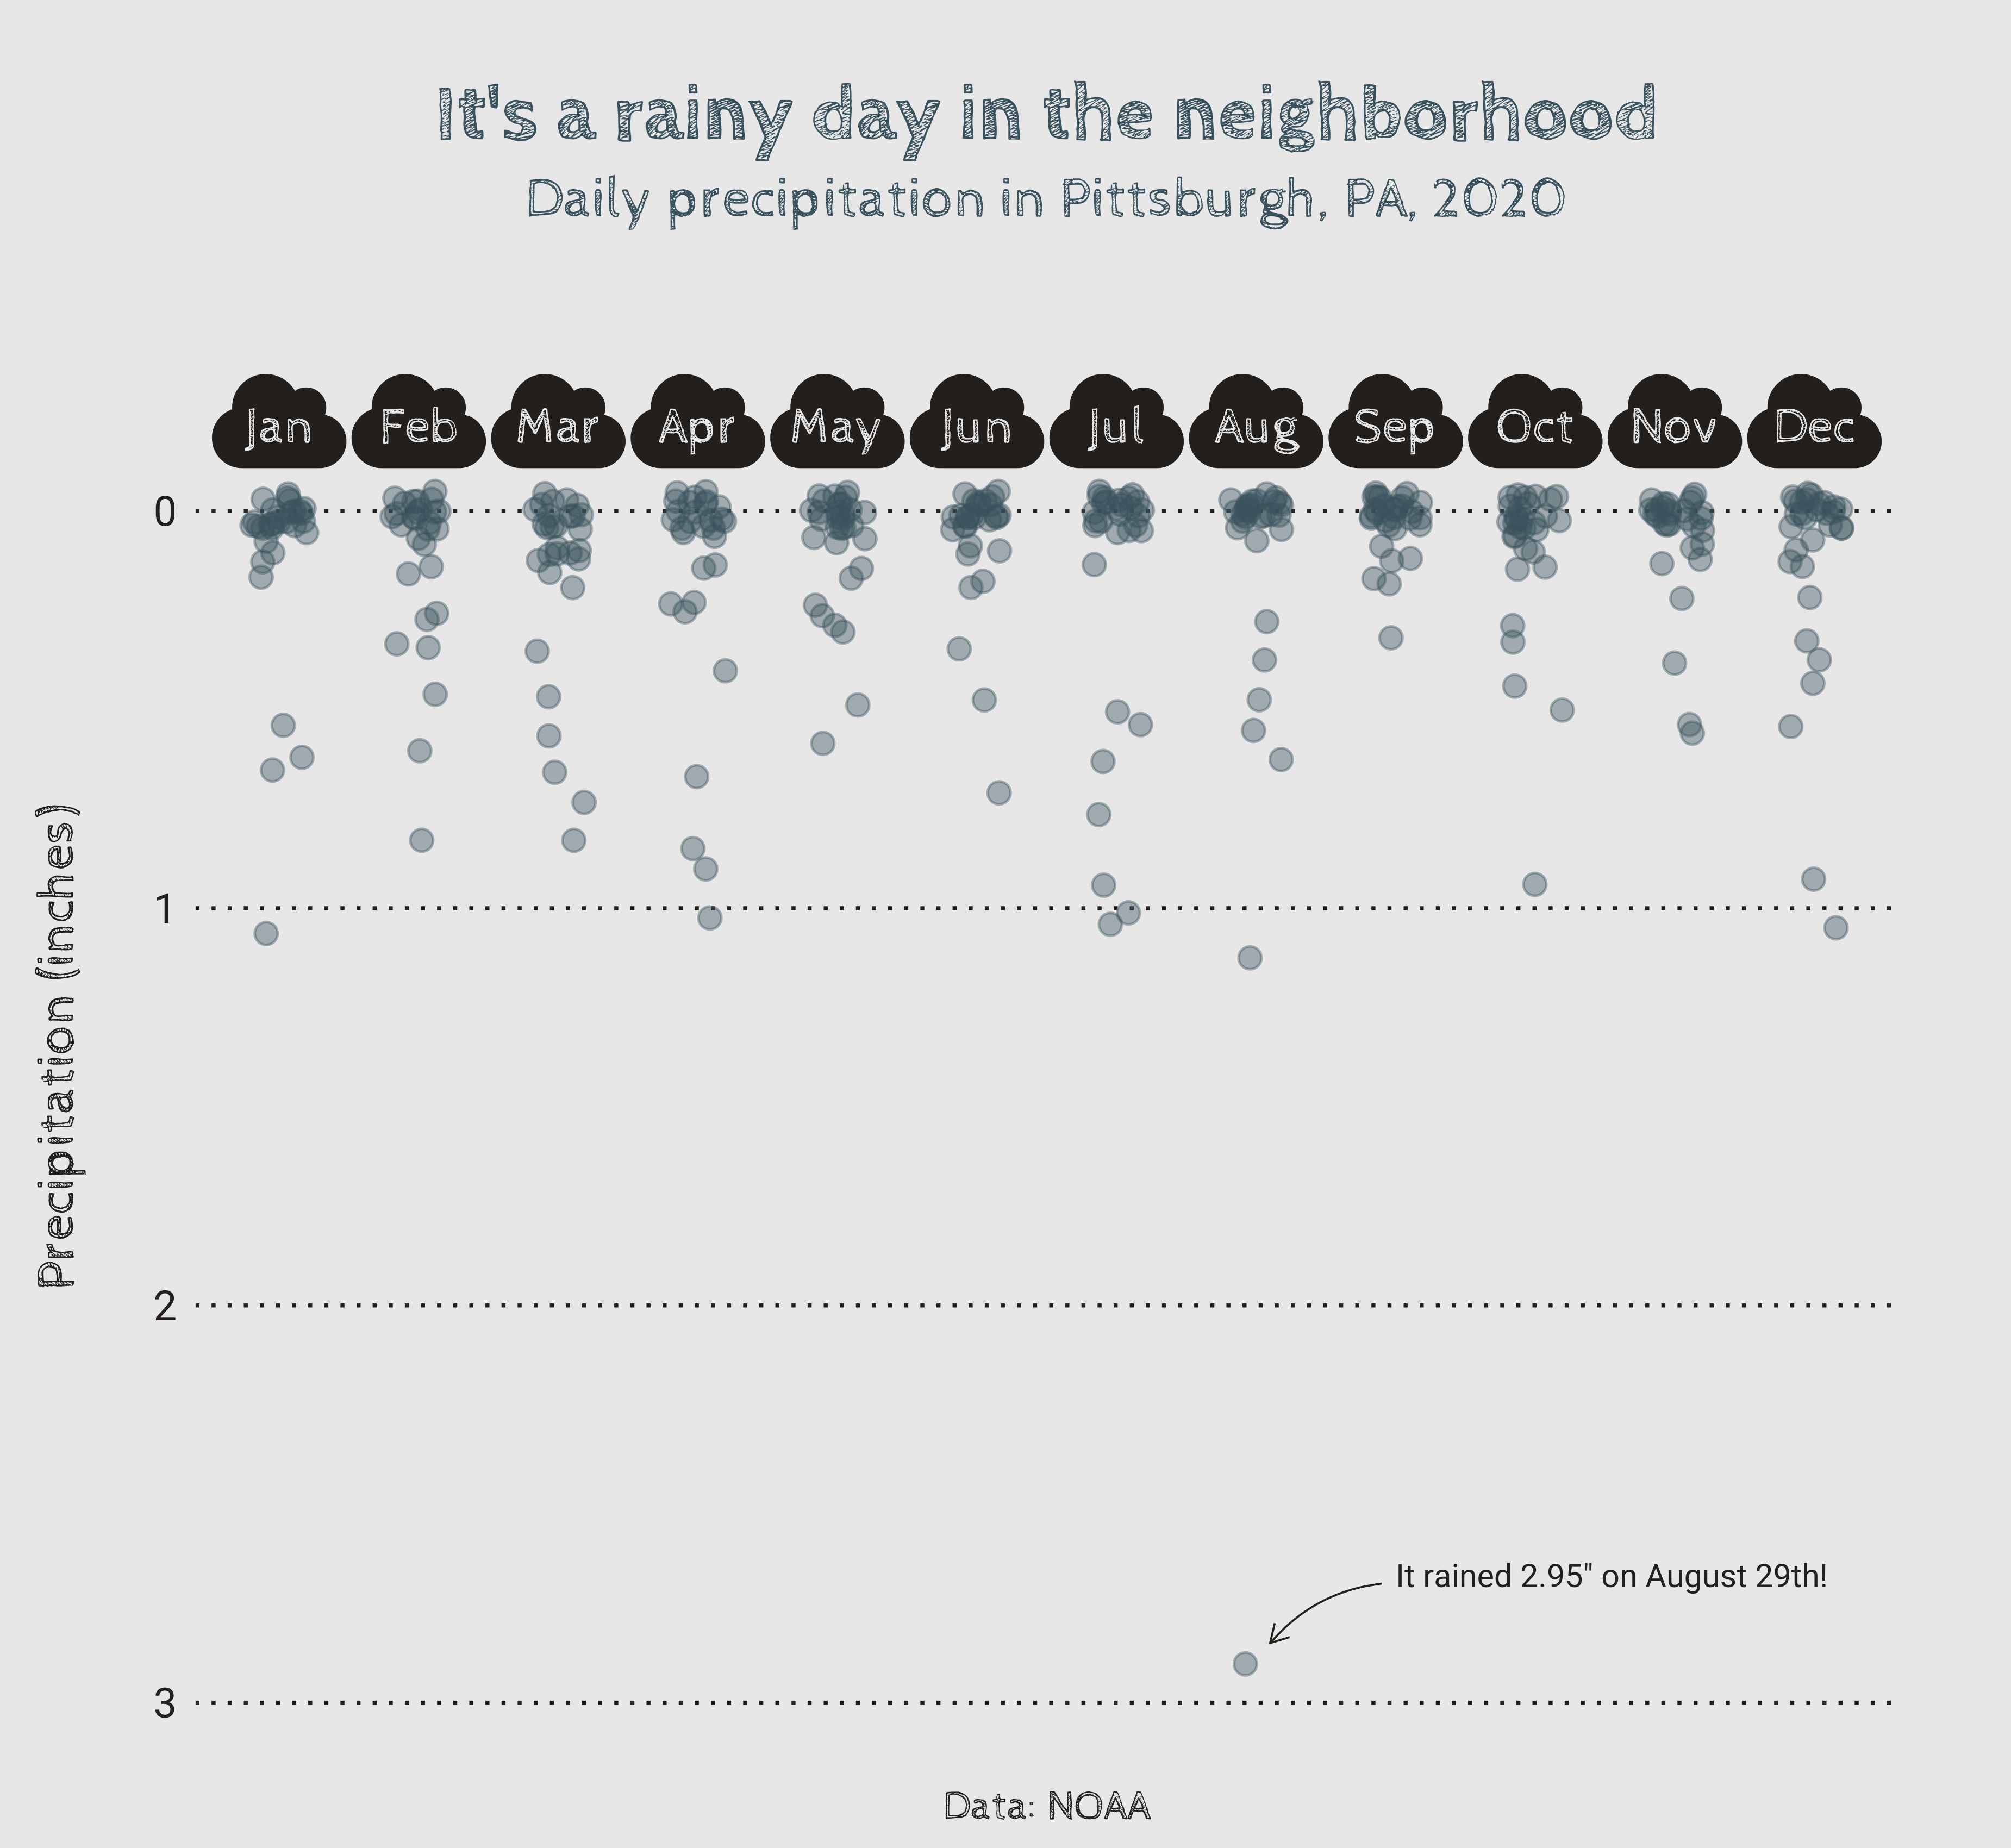 It's a rainy day in the neighborhood
Daily precipitation in Pittsburgh, PA, 2020
Jan Feb Mar Apr May Jun Jul Aug Sep Oct Nov Dec
0
1
Precipitation (inches)
2
It rained 2.95" on August 29th!
3
Data: NOAA